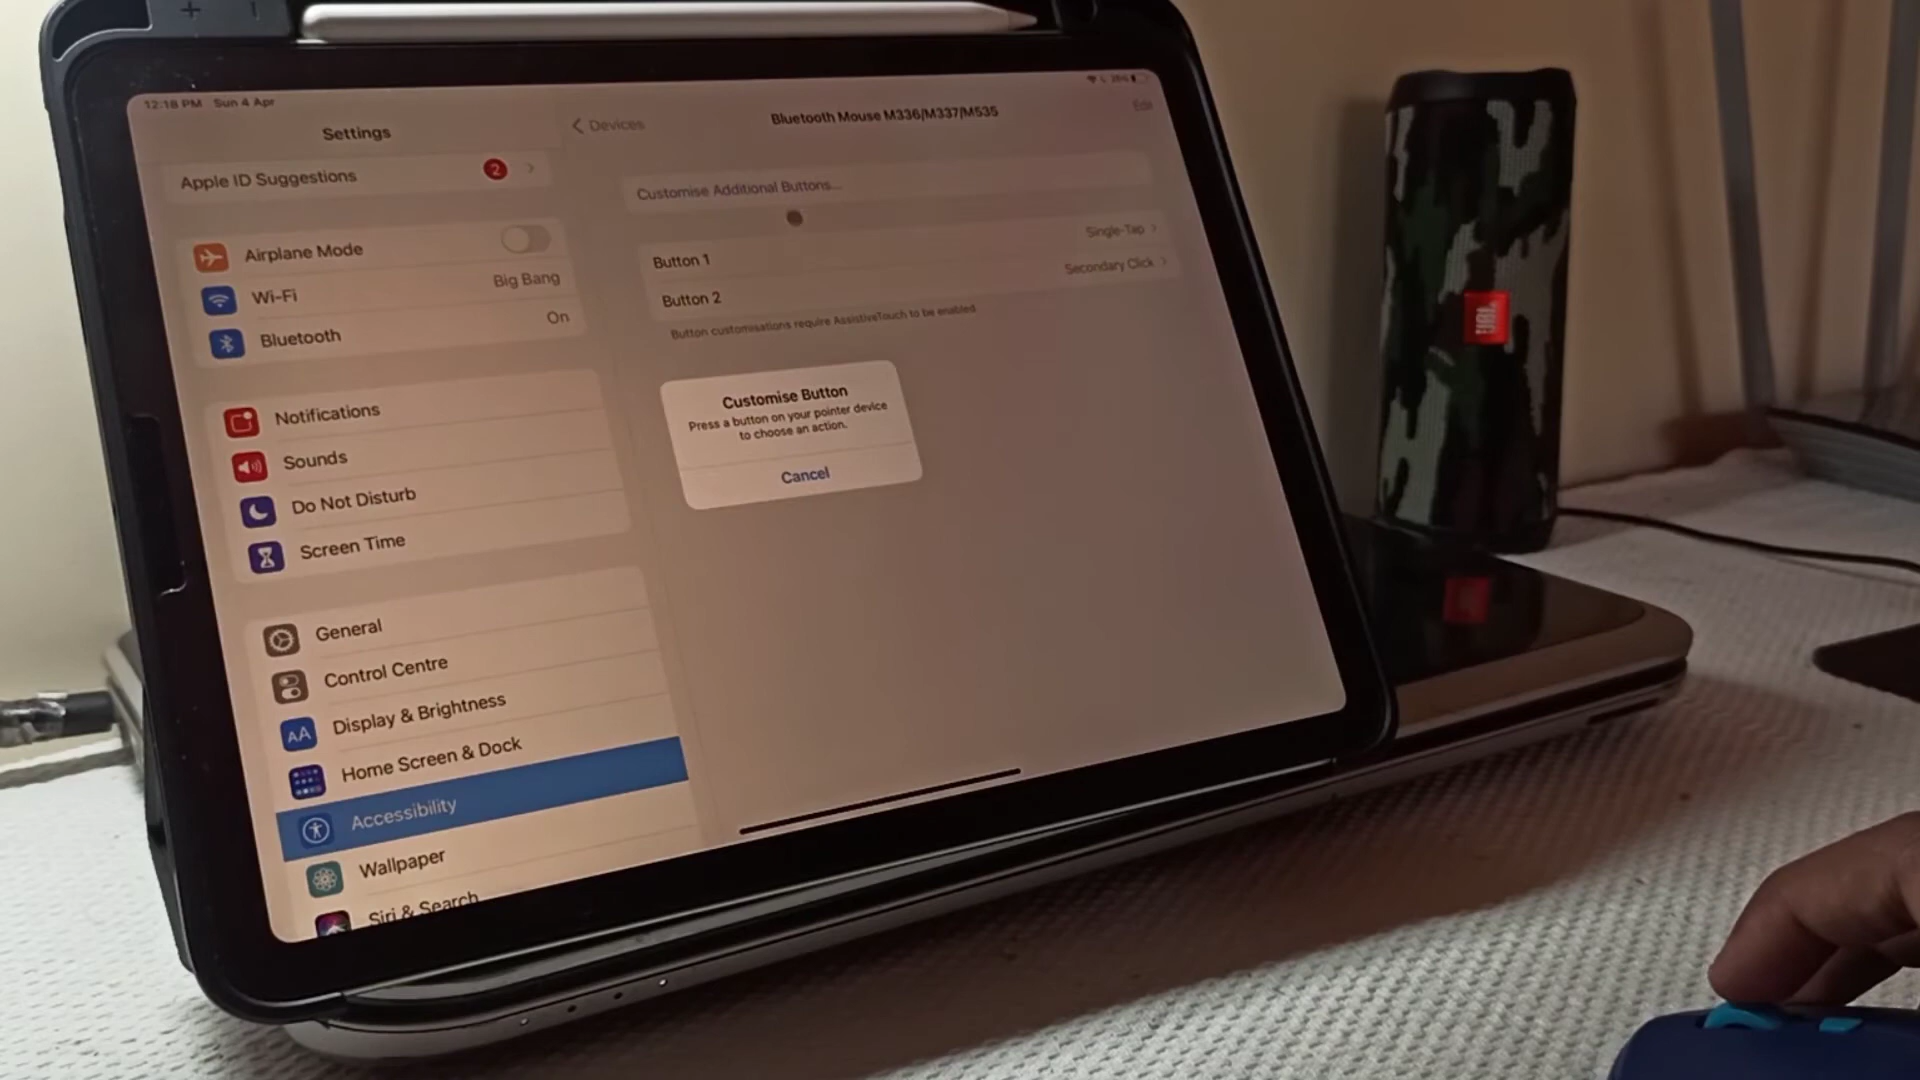 12:18 PM Sun 4 Apr
Settings
Apple ID Suggestions
2
Airplane Mode
Wi-Fi
Big Bang
Bluetooth
On
Notifications
Sounds
Do Not Disturb
Screen Time
General
Control Centre
AA
Display & Brightness
Home Screen & Dock
Accessibility
Wallpaper
Siri & Search
Devices
Bluetooth Mouse M336/M337/M535
Edit
Customise Additional Buttons...
Button 1
Single-Tap
Button 2
Secondary Click
Button customisations require AssistiveTouch to be enabled
Customise Button
Press a button on your pointer device
to choose an action.
Cancel
JBL